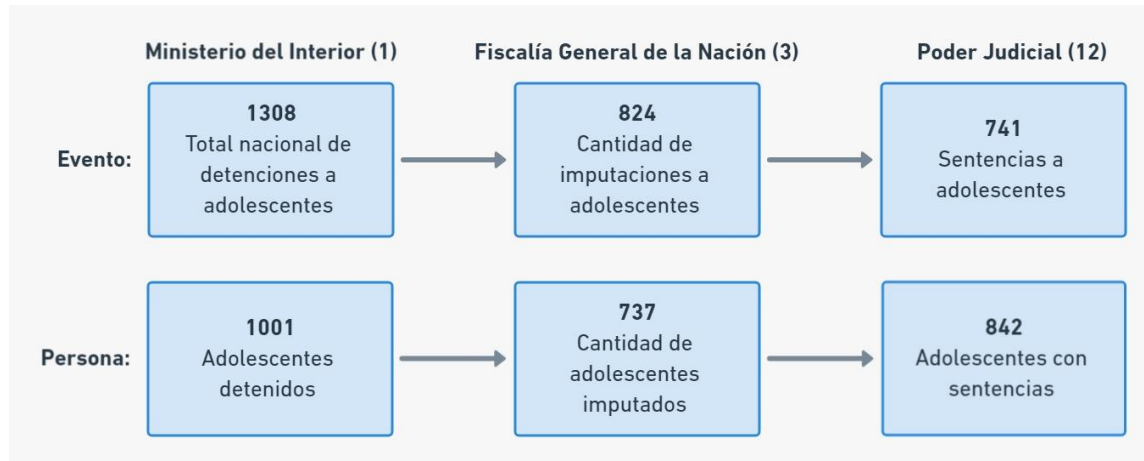 Ministerio del Interior (1)
Fiscalía General de la Nación (3)
Poder Judicial (12)
Evento:
1308
Total nacional de
detenciones a
adolescentes
824
Cantidad de
imputaciones a
adolescentes
741
Sentencias a
adolescentes
Persona:
1001
Adolescentes
detenidos
737
Cantidad de
adolescentes
imputados
842
Adolescentes con
sentencias